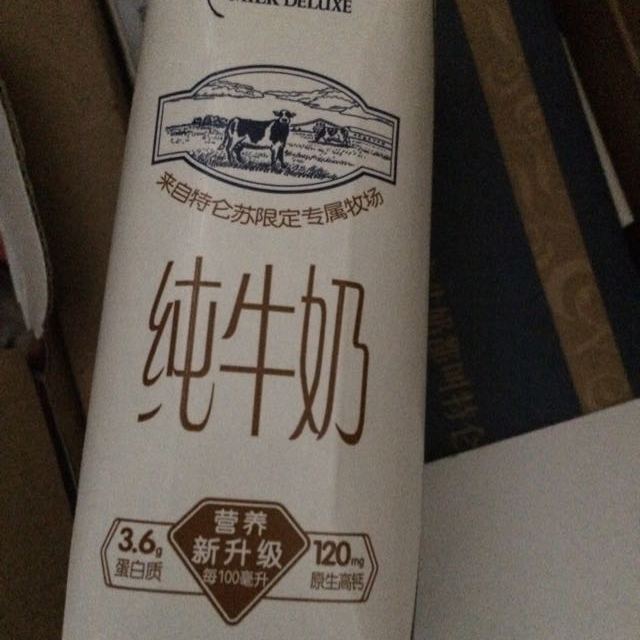 MILK DELUXE
来自特仑苏限定专属牧场
纯牛奶
营养
新升级
每100毫升
3.6g
蛋白质
120mg
原生高钙